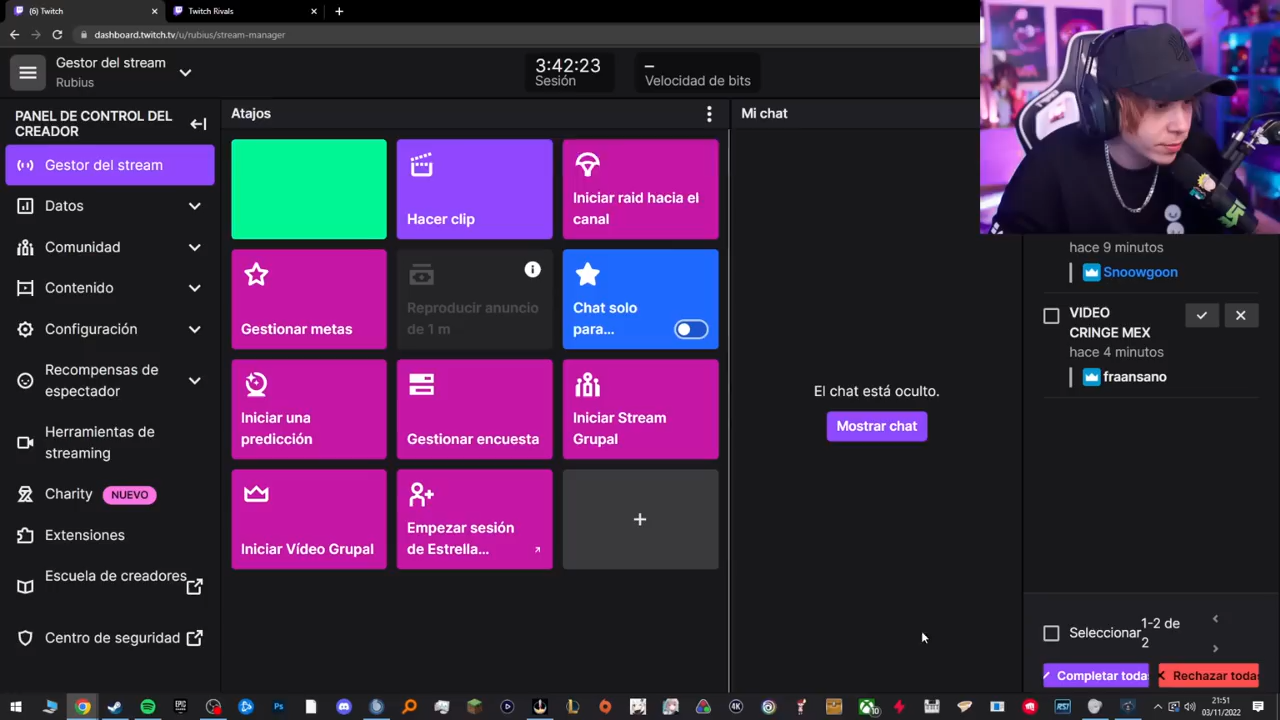 (6) Twitch
Twitch Rivals
dashboard.twitch.tv/u/rubius/stream-manager
Gestor del stream
Rubius
3:42:23
Sesión
–
Velocidad de bits
PANEL DE CONTROL DEL
CREADOR
Gestor del stream
Datos
Comunidad
Contenido
Configuración
Recompensas de
espectador
Herramientas de
streaming
Charity NUEVO
Extensiones
Escuela de creadores
Centro de seguridad
Atajos
Hacer clip
Iniciar raid hacia el
canal
Gestionar metas
Reproducir anuncio
de 1 m
Chat solo
para...
Iniciar una
predicción
Gestionar encuesta
Iniciar Stream
Grupal
Iniciar Vídeo Grupal
Empezar sesión
de Estrella...
Mi chat
El chat está oculto.
Mostrar chat
hace 9 minutos
Snoowgoon
VIDEO
CRINGE MEX
hace 4 minutos
fraansano
Seleccionar
1-2 de
2
Completar toda
Rechazar toda
21:51
03/11/2022